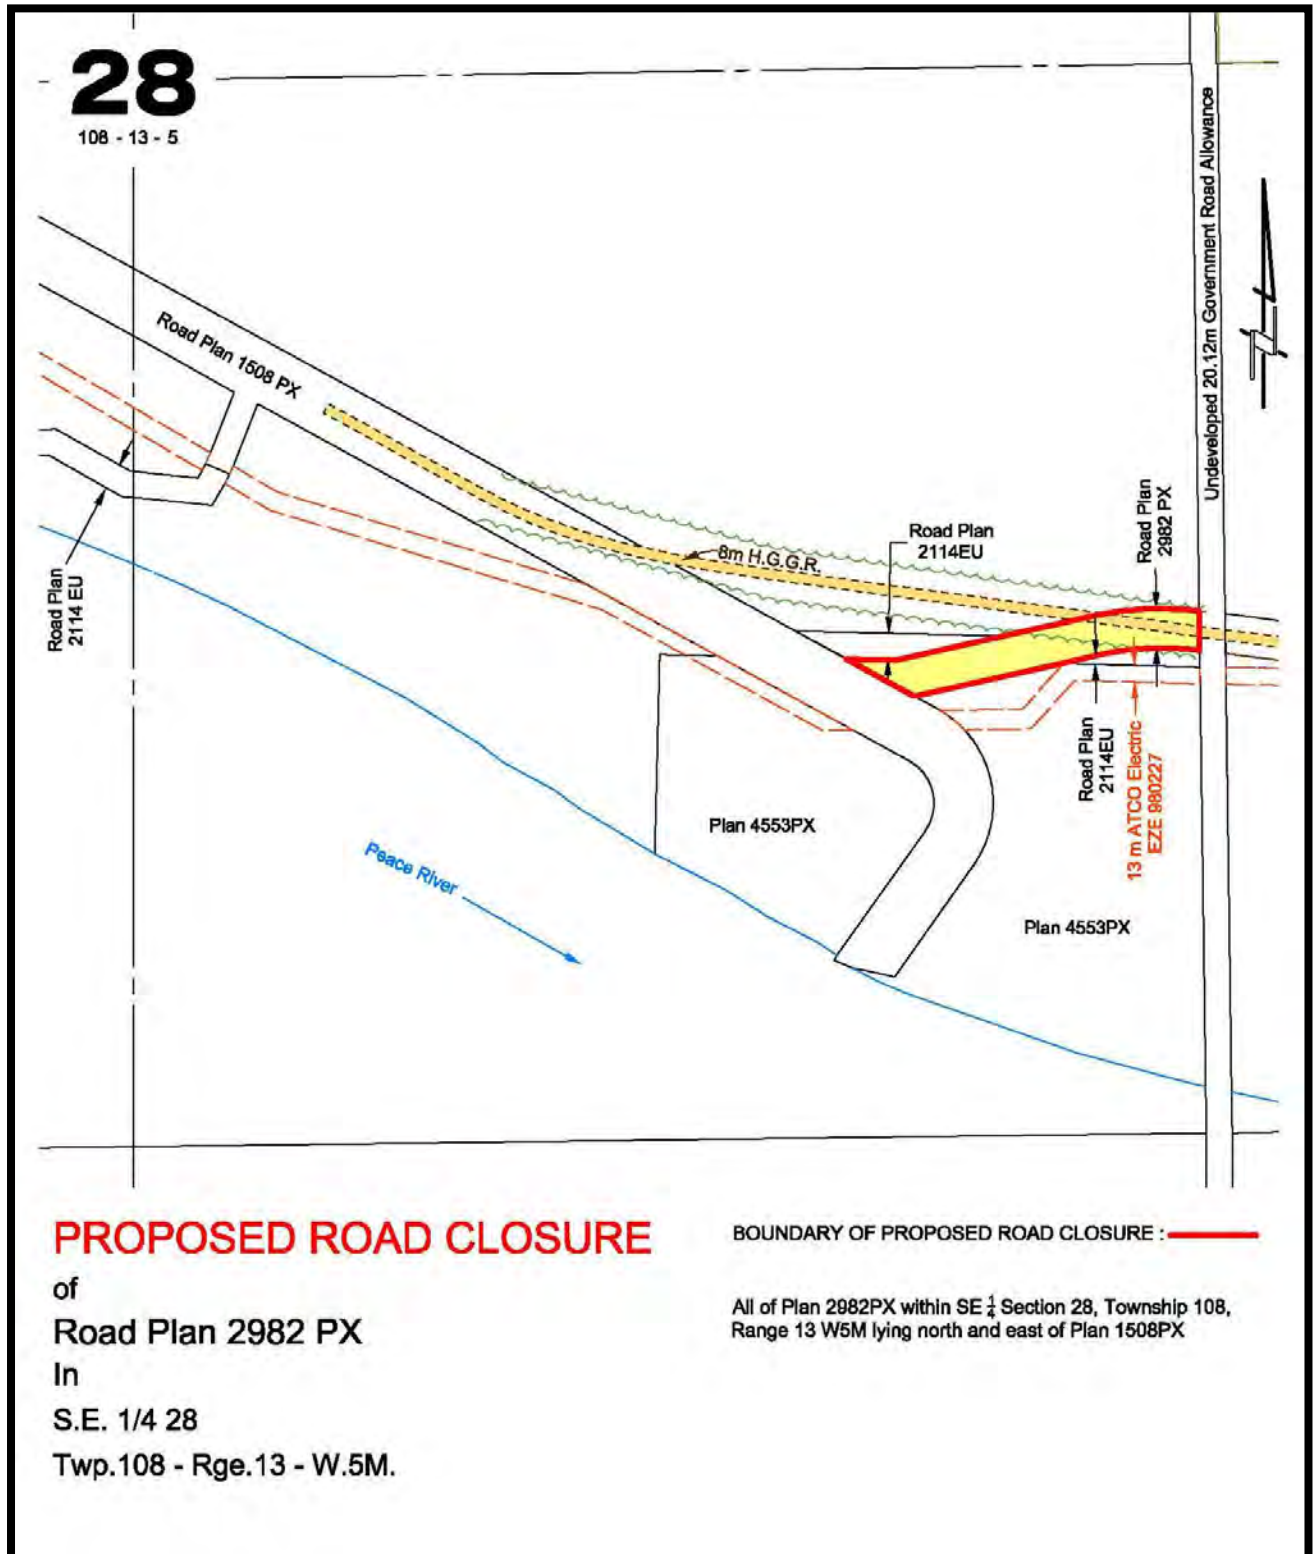 28
108 - 13 - 5
Undeveloped 20.12m Government Road Allowance
Road Plan 1508 PX
Road Plan
2114 EU
8m H.G.G.R.
Road Plan
2114EU
Road Plan
2982 PX
Road Plan
2114EU
13 m ATCO Electric
EZE 980227
Plan 4553PX
Peace River
Plan 4553PX
PROPOSED ROAD CLOSURE
of
Road Plan 2982 PX
In
S.E. 1/4 28
Twp.108 - Rge.13 - W.5M.
BOUNDARY OF PROPOSED ROAD CLOSURE :
All of Plan 2982PX within SE 1/4 Section 28, Township 108,
Range 13 W5M lying north and east of Plan 1508PX